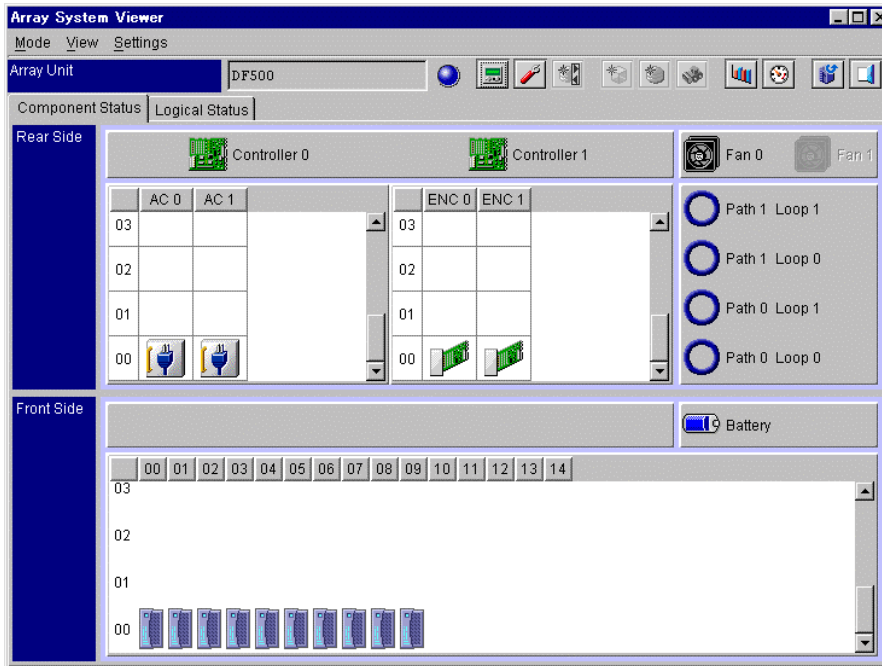 Array System Viewer
Mode View Settings
Array Unit DF500
Component Status Logical Status
Rear Side
Controller 0 Controller 1 Fan 0 Fan 1
AC 0 AC 1
03
02
01
00
ENC 0 ENC 1
03
02
01
00
Path 1 Loop 1
Path 1 Loop 0
Path 0 Loop 1
Path 0 Loop 0
Front Side
Battery
00 01 02 03 04 05 06 07 08 09 10 11 12 13 14
03
02
01
00